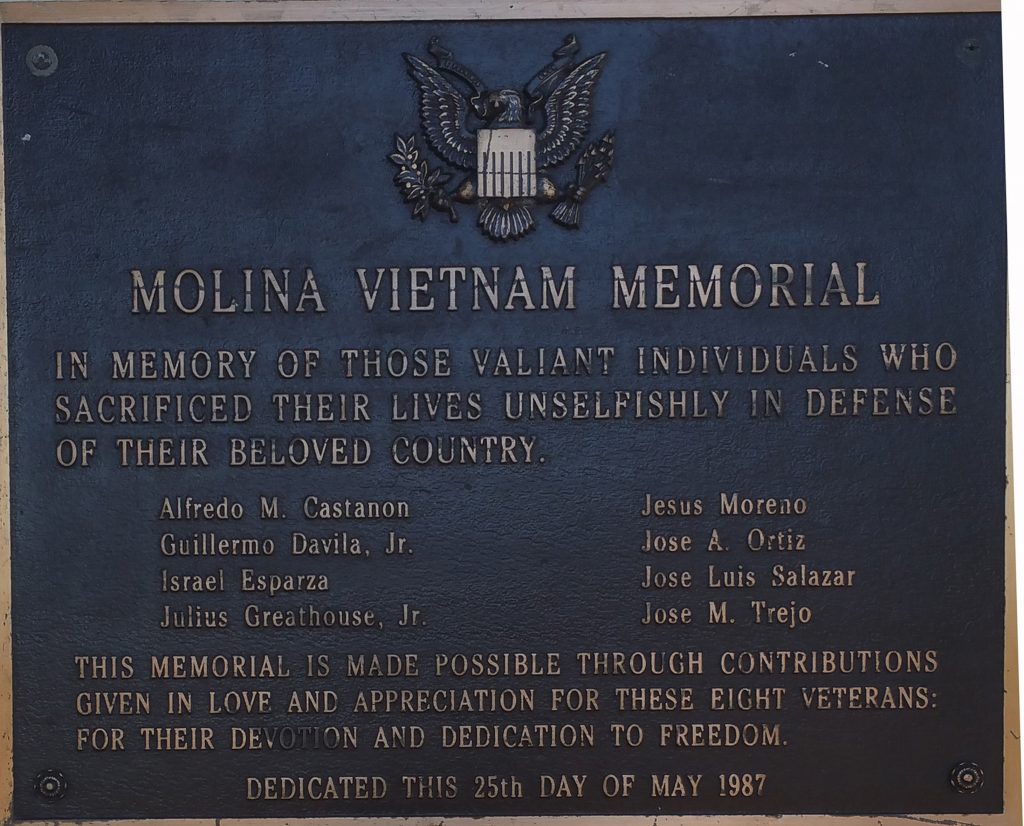 MOLINA VIETNAM MEMORIAL
IN MEMORY OF THOSE VALIANT INDIVIDUALS WHO
SACRIFICED THEIR LIVES UNSELFISHLY IN DEFENSE
OF THEIR BELOVED COUNTRY.
Alfredo M. Castanon
Guillermo Davila, Jr.
Israel Esparza
Julius Greathouse, Jr.
Jesus Moreno
Jose A. Ortiz
Jose Luis Salazar
Jose M. Trejo
THIS MEMORIAL IS MADE POSSIBLE THROUGH CONTRIBUTIONS
GIVEN IN LOVE AND APPRECIATION FOR THESE EIGHT VETERANS:
FOR THEIR DEVOTION AND DEDICATION TO FREEDOM.
DEDICATED THIS 25th DAY OF MAY 1987